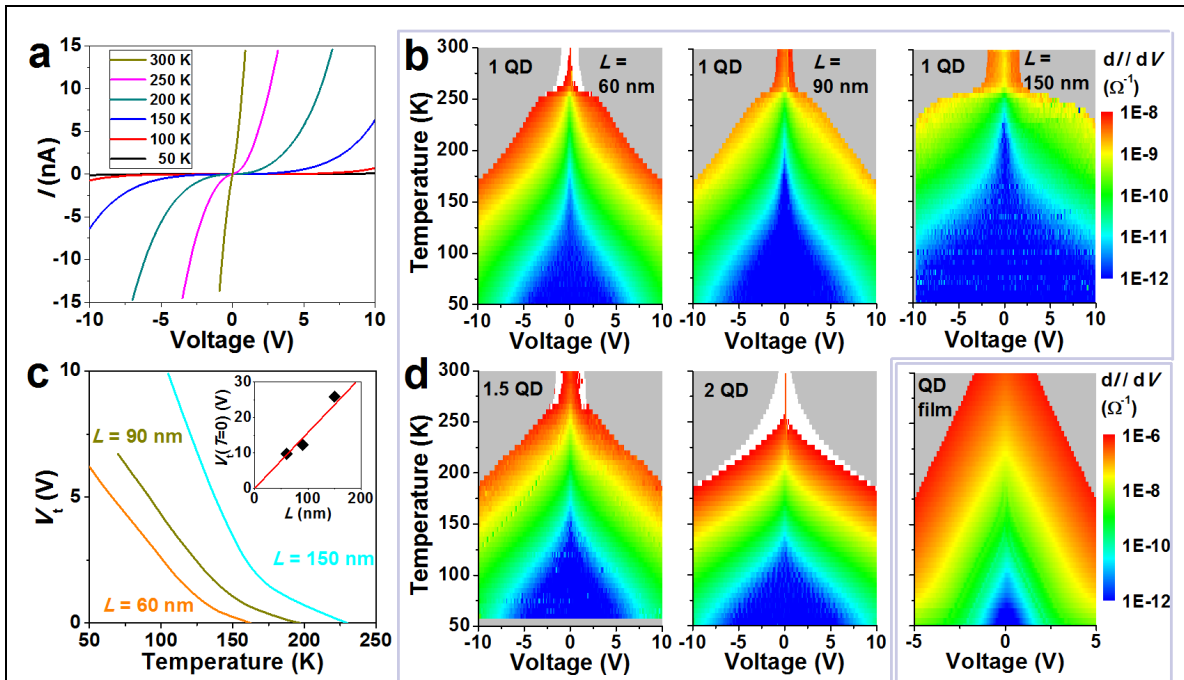 a
15
10
5
0
-5
-10
-15
I (nA)
300 K
250 K
200 K
150 K
100 K
50 K
-10 -5 0 5 10
Voltage (V)
b
300
250
200
150
100
50
Temperature (K)
1 QD L = 60 nm
-10 -5 0 5 10
Voltage (V)
1 QD L = 90 nm
-10 -5 0 5 10
Voltage (V)
1 QD L = 150 nm
-10 -5 0 5 10
Voltage (V)
dI/ dV
(Ω⁻¹)
1E-8
1E-9
1E-10
1E-11
1E-12
c
10
5
0
Vt (V)
L = 90 nm
L = 60 nm
L = 150 nm
50 100 150 200 250
Temperature (K)
30
20
10
0
Vt( T=0) (V)
0 100 200
L (nm)
d
300
250
200
150
100
50
Temperature (K)
1.5 QD
-10 -5 0 5 10
Voltage (V)
2 QD
-10 -5 0 5 10
Voltage (V)
QD
film
-5 0 5
Voltage (V)
dI/ dV
(Ω⁻¹)
1E-6
1E-8
1E-10
1E-12